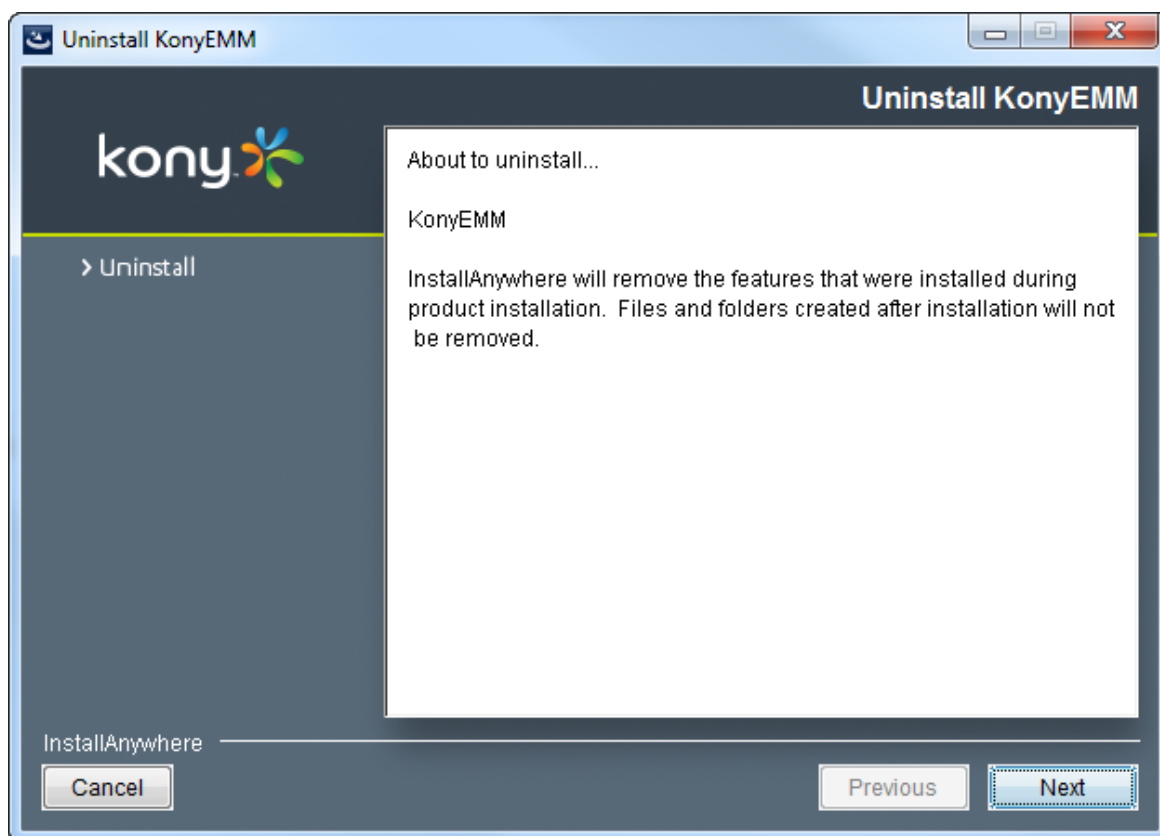 Uninstall KonyEMM
Uninstall KonyEMM
kony
About to uninstall...
KonyEMM
InstallAnywhere will remove the features that were installed during
product installation.  Files and folders created after installation will not
be removed.
> Uninstall
InstallAnywhere
Cancel
Previous
Next